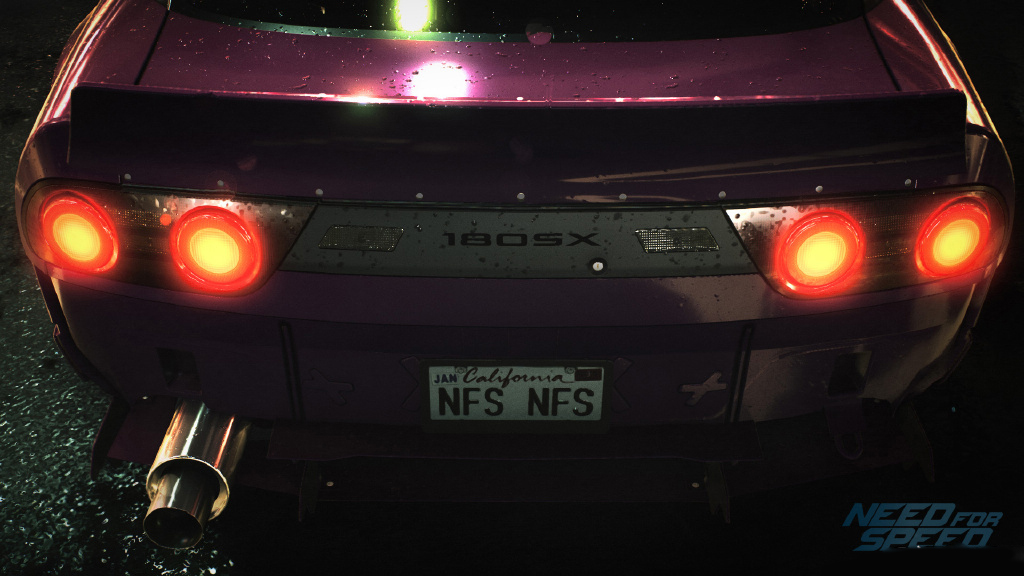 180SX
JAN California
NFS NFS
NEED FOR
SPEED